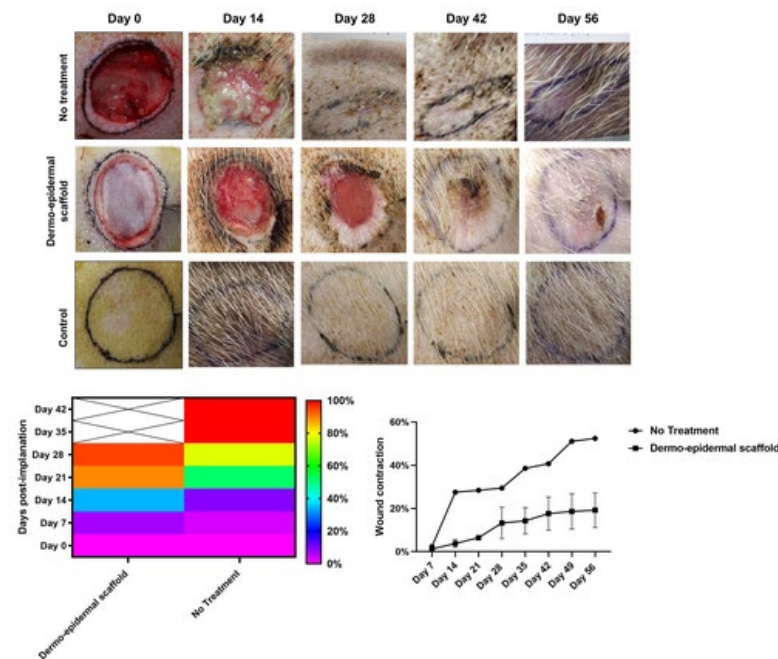 Day 0 Day 14 Day 28 Day 42 Day 56
No treatment
Dermo-epidermal
scaffold
Control
Days post-implanation
Day 42
Day 35
Day 28
Day 21
Day 14
Day 7
Day 0
Dermo-epidermal scaffold
No Treatment
100%
80%
60%
40%
20%
0%
Wound contraction
60%
40%
20%
0%
Day 7
Day 14
Day 21
Day 28
Day 35
Day 42
Day 49
Day 56
No Treatment
Dermo-epidermal scaffold